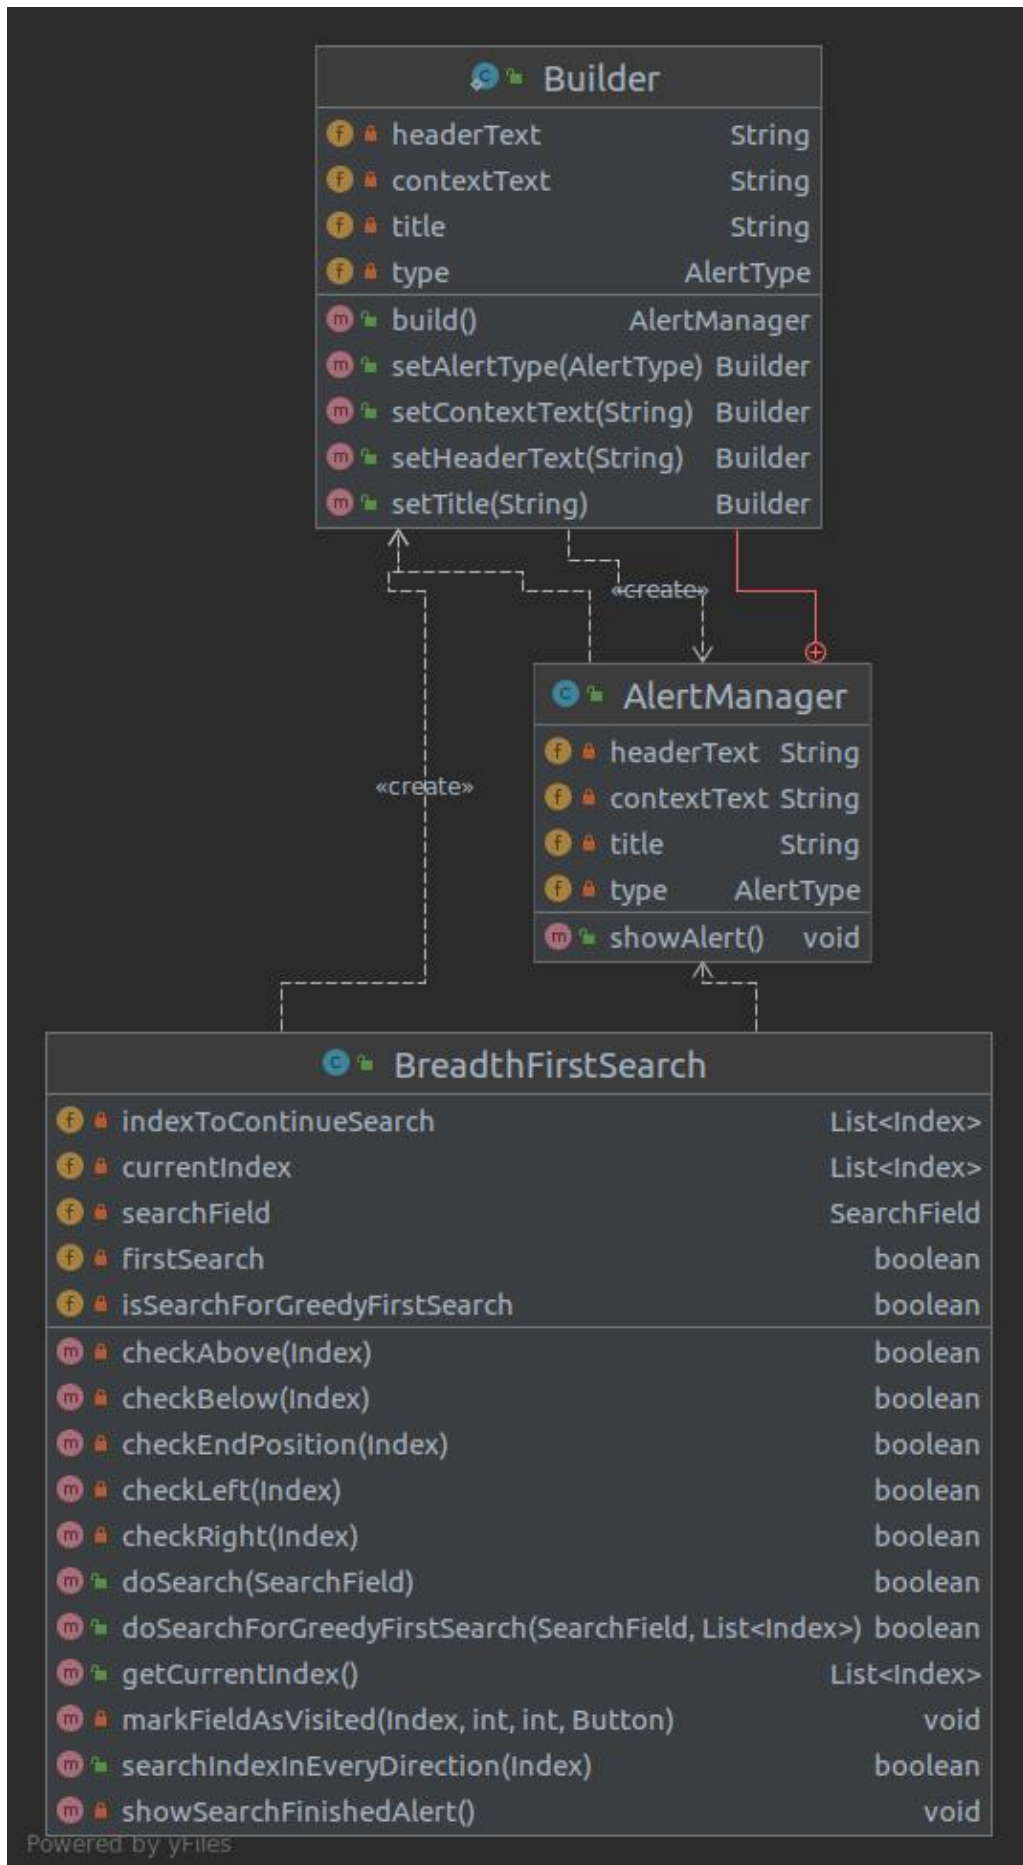 Builder
headerText String
contextText String
title String
type AlertType
build() AlertManager
setAlertType(AlertType) Builder
setContextText(String) Builder
setHeaderText(String) Builder
setTitle(String) Builder
«create»
AlertManager
headerText String
contextText String
title String
type AlertType
showAlert() void
«create»
BreadthFirstSearch
indexToContinueSearch List<Index>
currentIndex List<Index>
searchField SearchField
firstSearch boolean
isSearchForGreedyFirstSearch boolean
checkAbove(Index) boolean
checkBelow(Index) boolean
checkEndPosition(Index) boolean
checkLeft(Index) boolean
checkRight(Index) boolean
doSearch(SearchField) boolean
doSearchForGreedyFirstSearch(SearchField, List<Index>) boolean
getCurrentIndex() List<Index>
markFieldAsVisited(Index, int, int, Button) void
searchIndexInEveryDirection(Index) boolean
showSearchFinishedAlert() void
Powered by yFiles